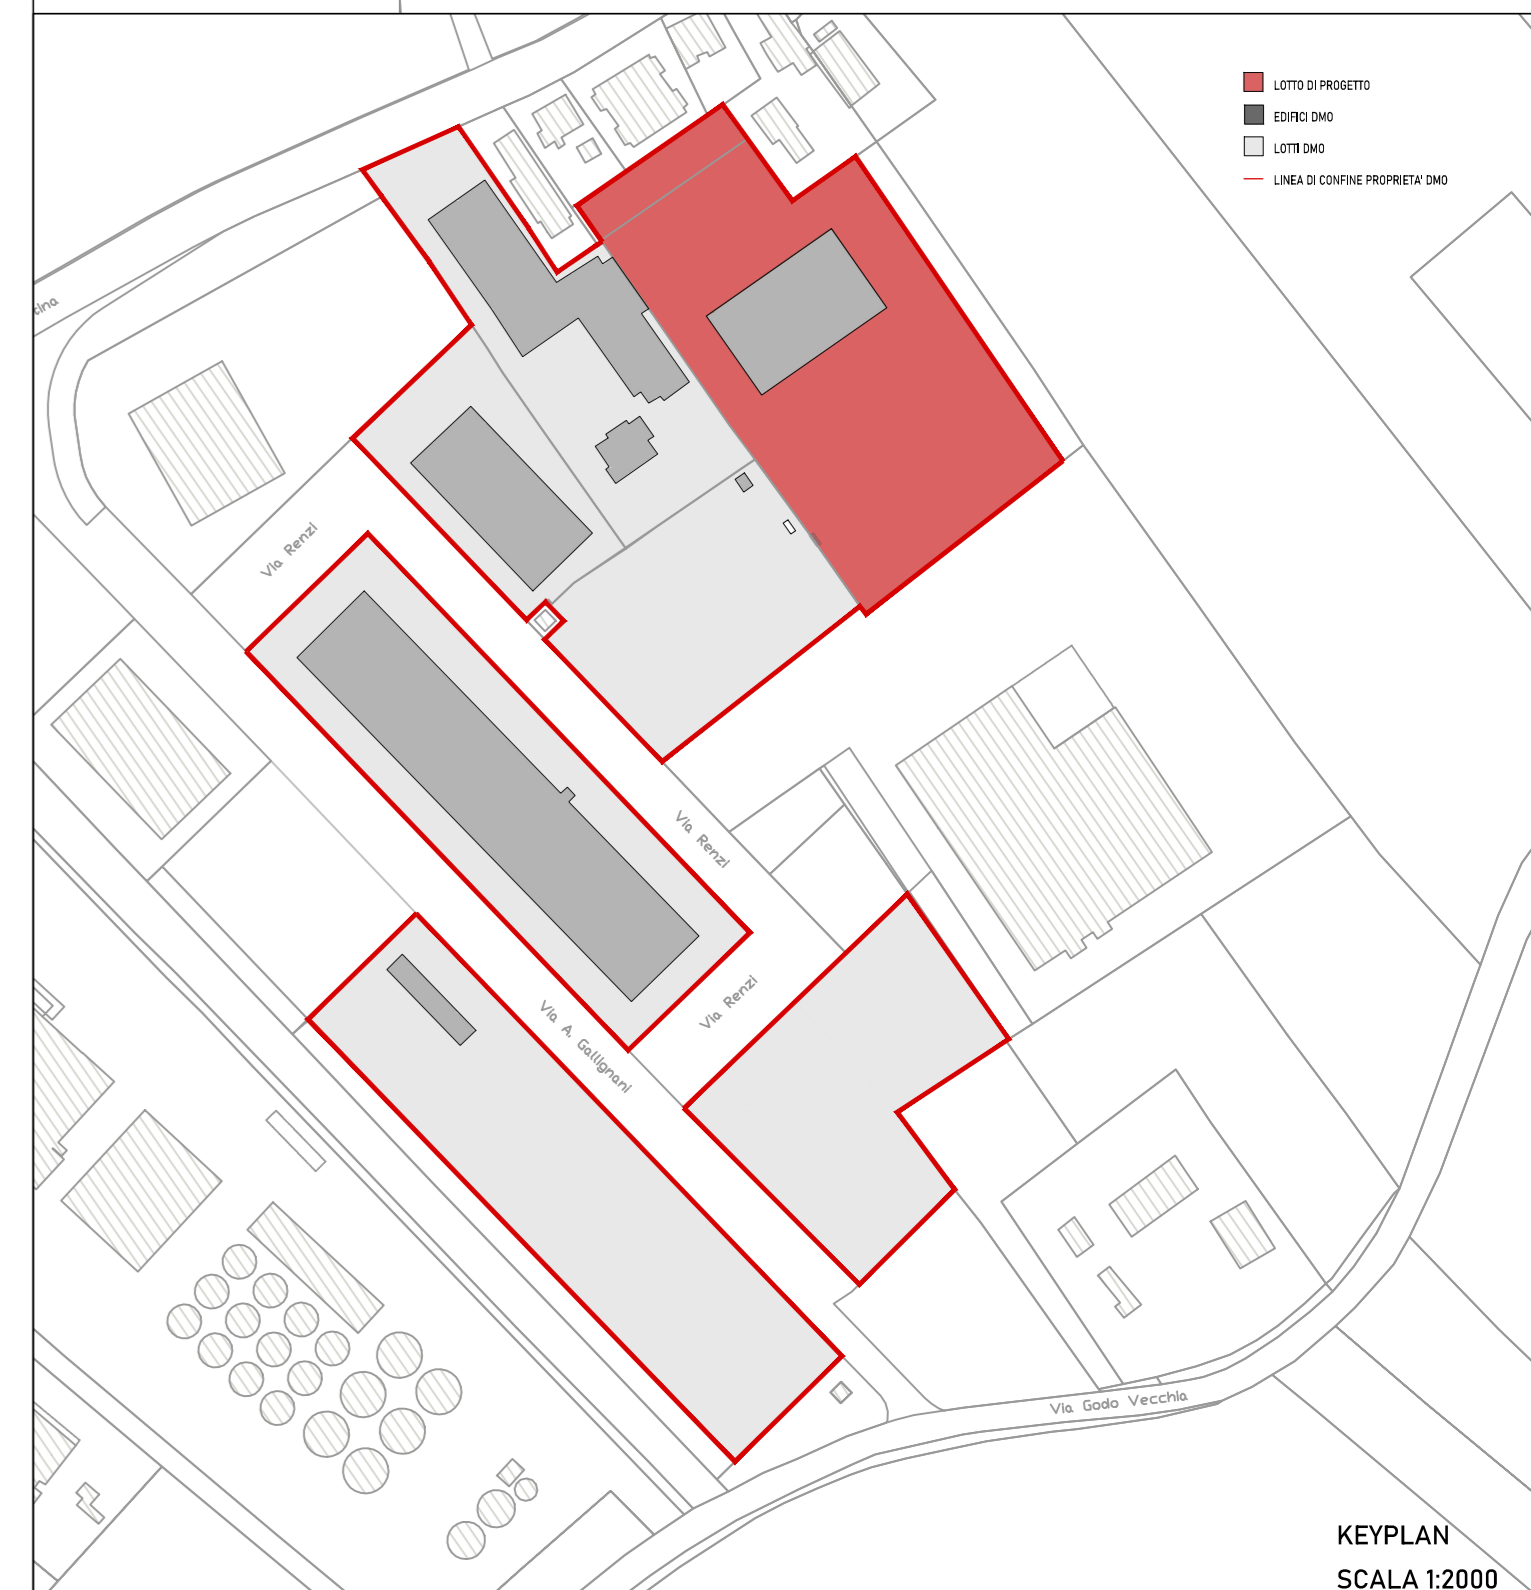 LOTTO DI PROGETTO
EDIFICI DMO
LOTTI DMO
LINEA DI CONFINE PROPRIETA' DMO
tina
Via Renzi
Via Renzi
Via Renzi
Via A. Gallignani
Via Godo Vecchia
KEYPLAN
SCALA 1:2000